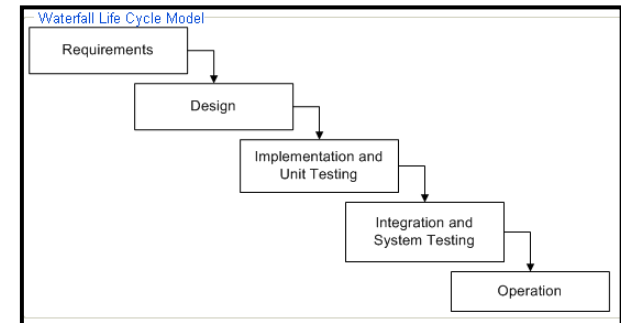 Waterfall Life Cycle Model
Requirements
Design
Implementation and
Unit Testing
Integration and
System Testing
Operation